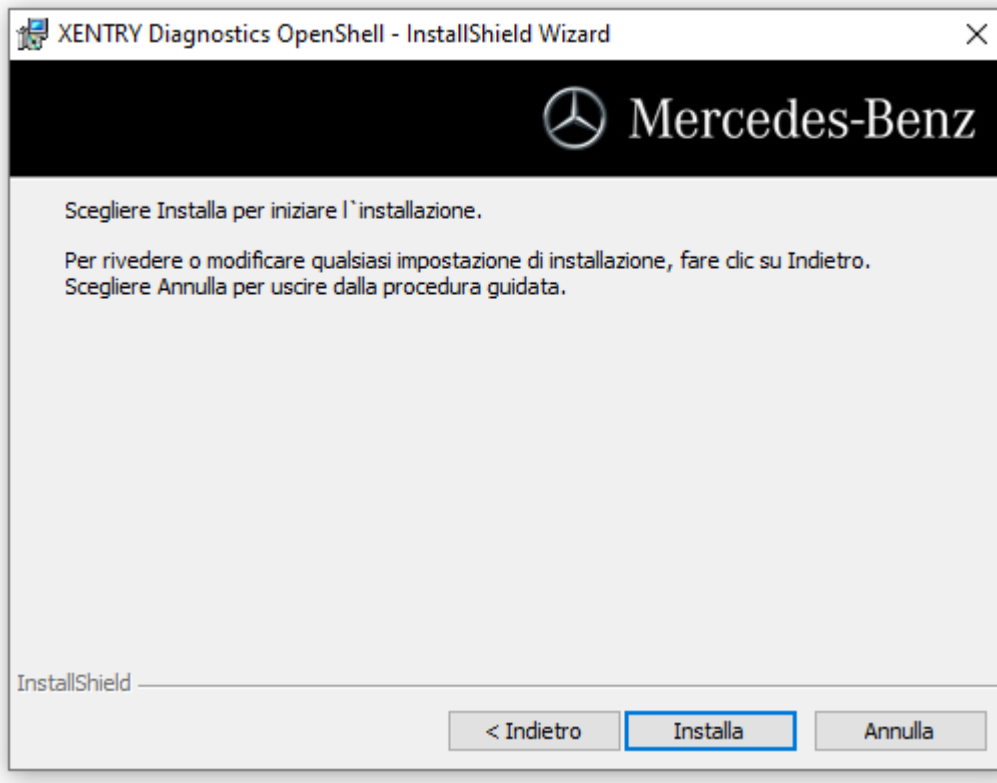 XENTRY Diagnostics OpenShell - InstallShield Wizard
Mercedes-Benz
Scegliere Installa per iniziare l`installazione.
Per rivedere o modificare qualsiasi impostazione di installazione, fare clic su Indietro.
Scegliere Annulla per uscire dalla procedura guidata.
InstallShield
< Indietro Installa Annulla